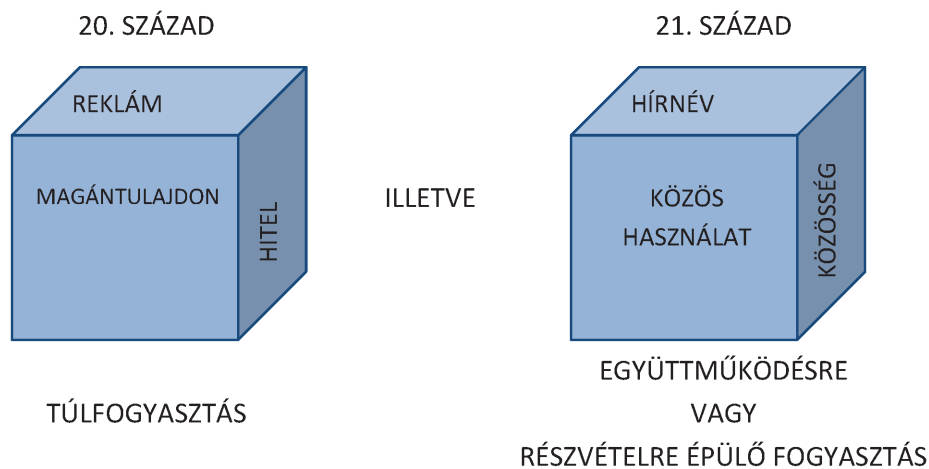 20. SZÁZAD
REKLÁM
MAGÁNTULAJDON
HITEL
TÚLFOGYASZTÁS
ILLETVE
21. SZÁZAD
HÍRNÉV
KÖZÖS
HASZNÁLAT
KÖZÖSSÉG
EGYÜTTMŰKÖDÉSRE
VAGY
RÉSZVÉTELRE ÉPÜLŐ FOGYASZTÁS